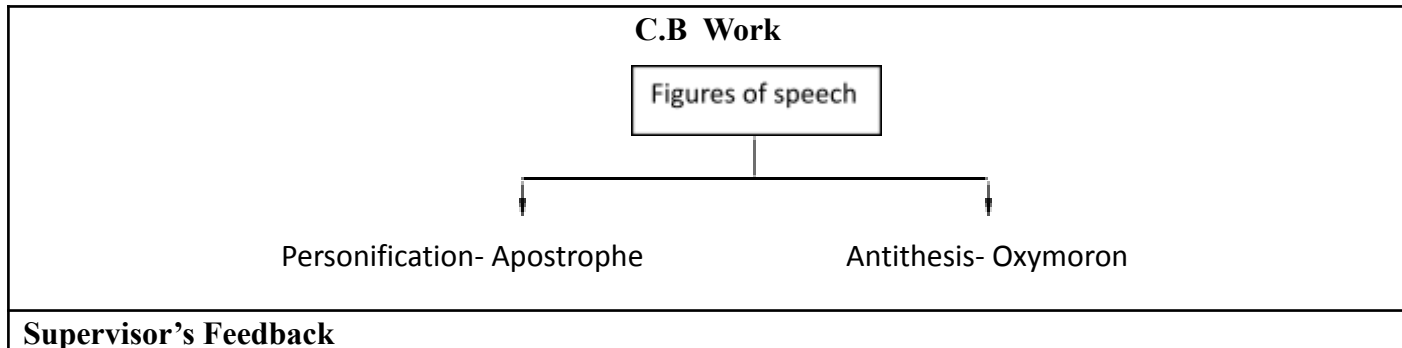 C.B Work
Figures of speech
Personification- Apostrophe
Antithesis- Oxymoron
Supervisor’s Feedback